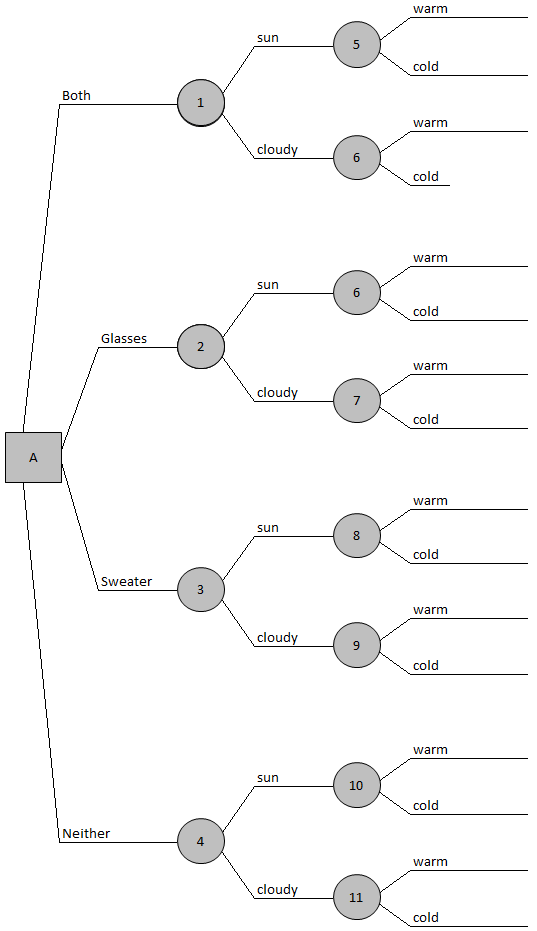 warm
sun
5
cold
Both
1
warm
cloudy
6
cold
warm
sun
6
cold
Glasses
2
warm
cloudy
7
cold
A
warm
sun
8
cold
Sweater
3
warm
cloudy
9
cold
warm
sun
10
cold
Neither
4
warm
cloudy
11
cold